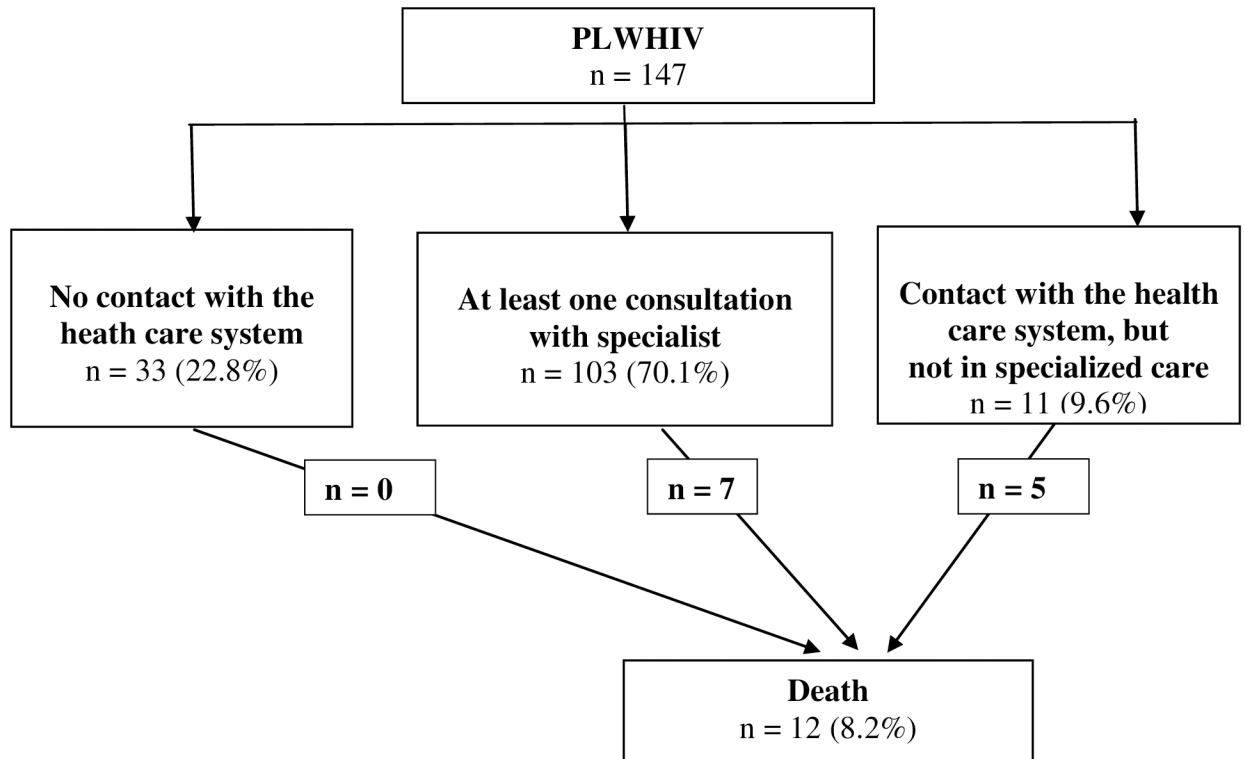 PLWHIV
n = 147
No contact with the
heath care system
n = 33 (22.8%)
At least one consultation
with specialist
n = 103 (70.1%)
Contact with the health
care system, but
not in specialized care
n = 11 (9.6%)
n = 0
n = 7
n = 5
Death
n = 12 (8.2%)